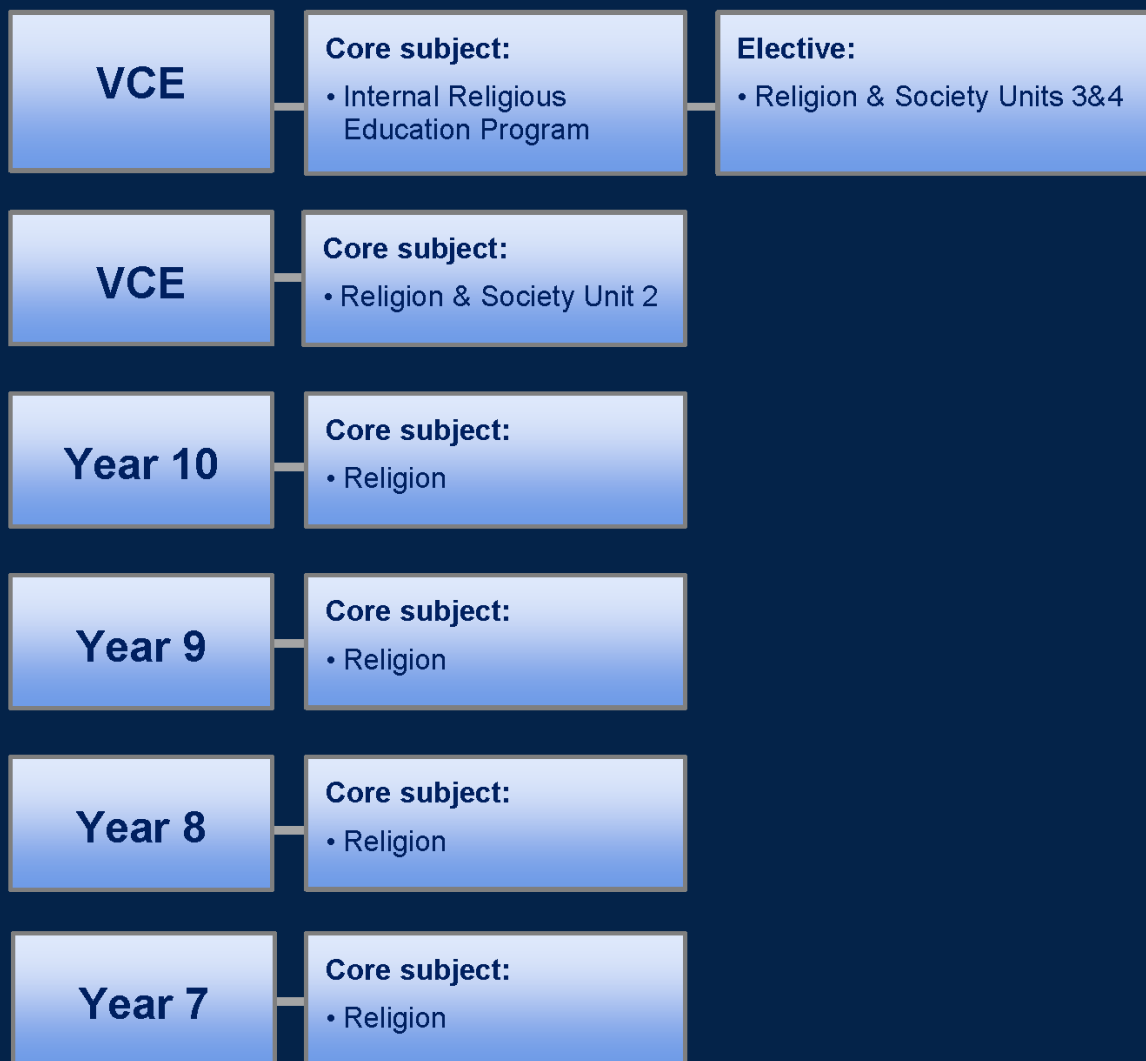 VCE
Core subject:
• Internal Religious
Education Program
Elective:
• Religion & Society Units 3&4
VCE
Core subject:
• Religion & Society Unit 2
Year 10
Core subject:
• Religion
Year 9
Core subject:
• Religion
Year 8
Core subject:
• Religion
Year 7
Core subject:
• Religion